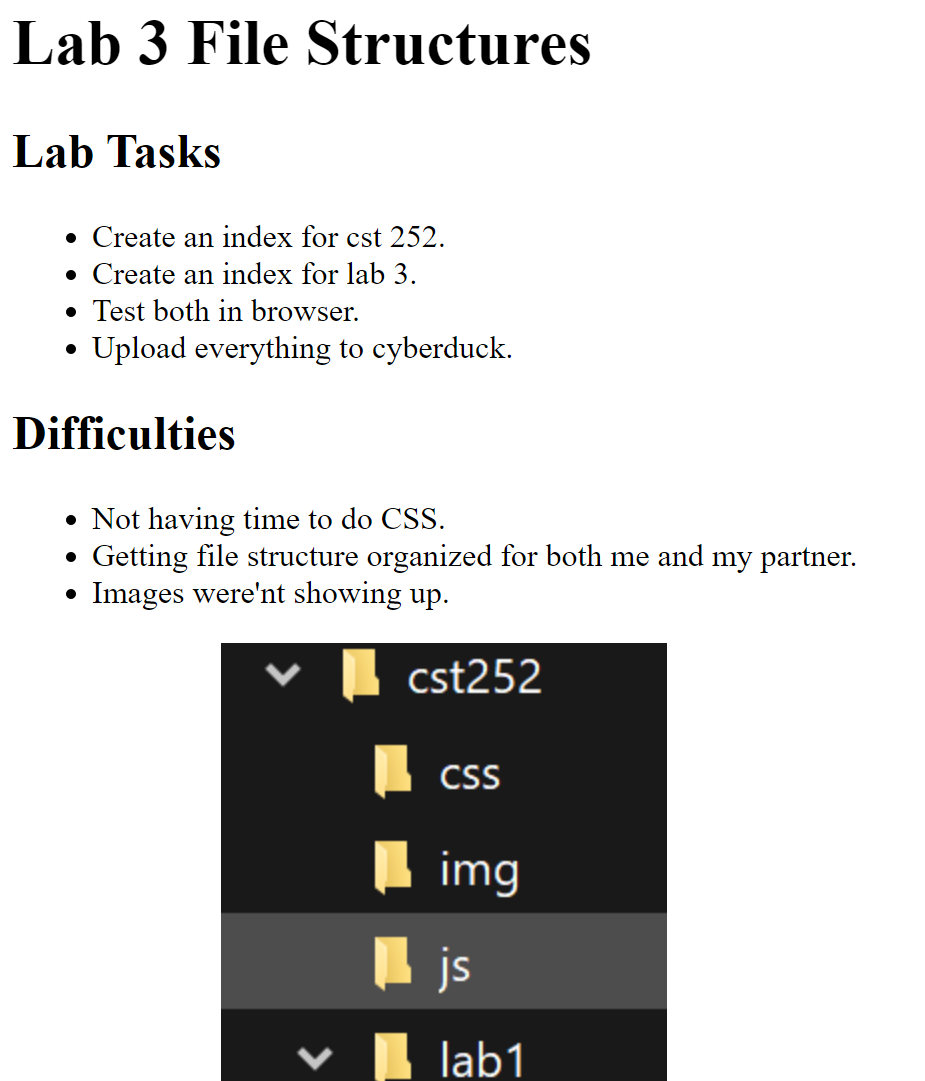 Lab 3 File Structures
Lab Tasks
Create an index for cst 252.
Create an index for lab 3.
Test both in browser.
Upload everything to cyberduck.
Difficulties
Not having time to do CSS.
Getting file structure organized for both me and my partner.
Images were'nt showing up.
cst252
css
img
js
lab1